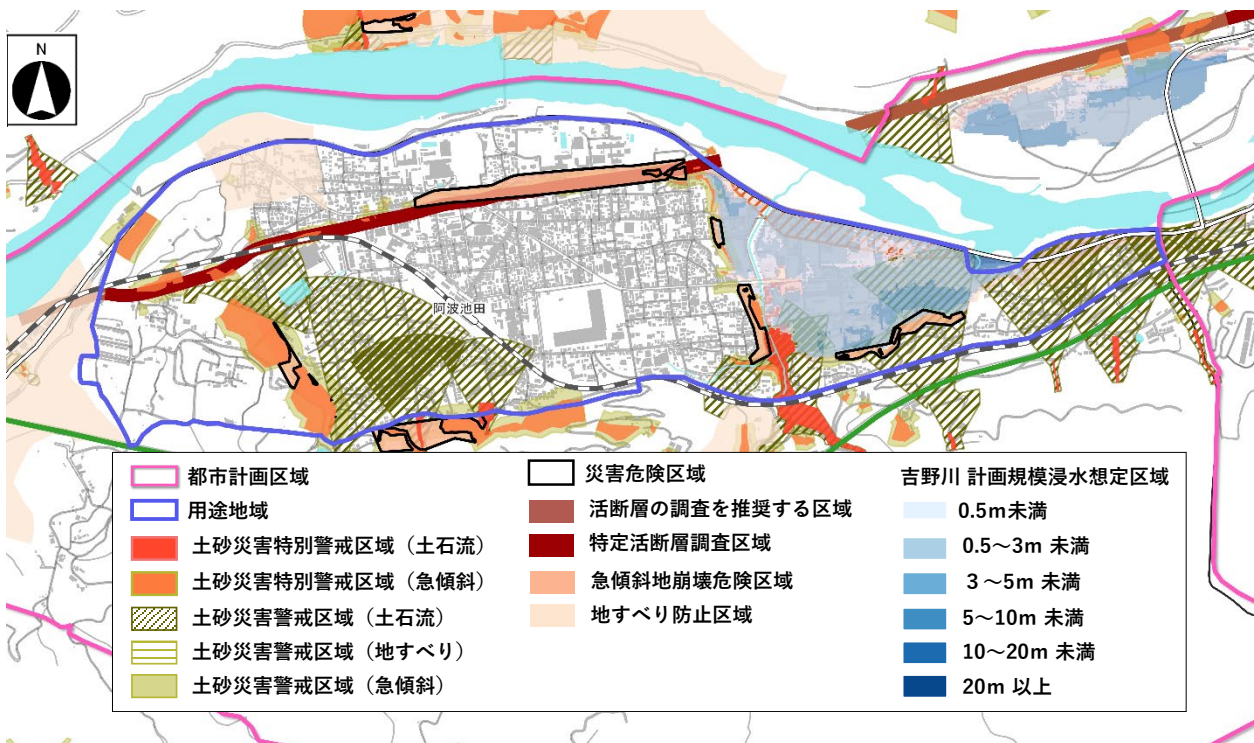 N
阿波池田
都市計画区域
用途地域
土砂災害特別警戒区域（土石流）
土砂災害特別警戒区域（急傾斜）
土砂災害警戒区域（土石流）
土砂災害警戒区域（地すべり）
土砂災害警戒区域（急傾斜）
災害危険区域
活断層の調査を推奨する区域
特定活断層調査区域
急傾斜地崩壊危険区域
地すべり防止区域
吉野川 計画規模浸水想定区域
0.5m未満
0.5～3m 未満
3～5m 未満
5～10m 未満
10～20m 未満
20m 以上